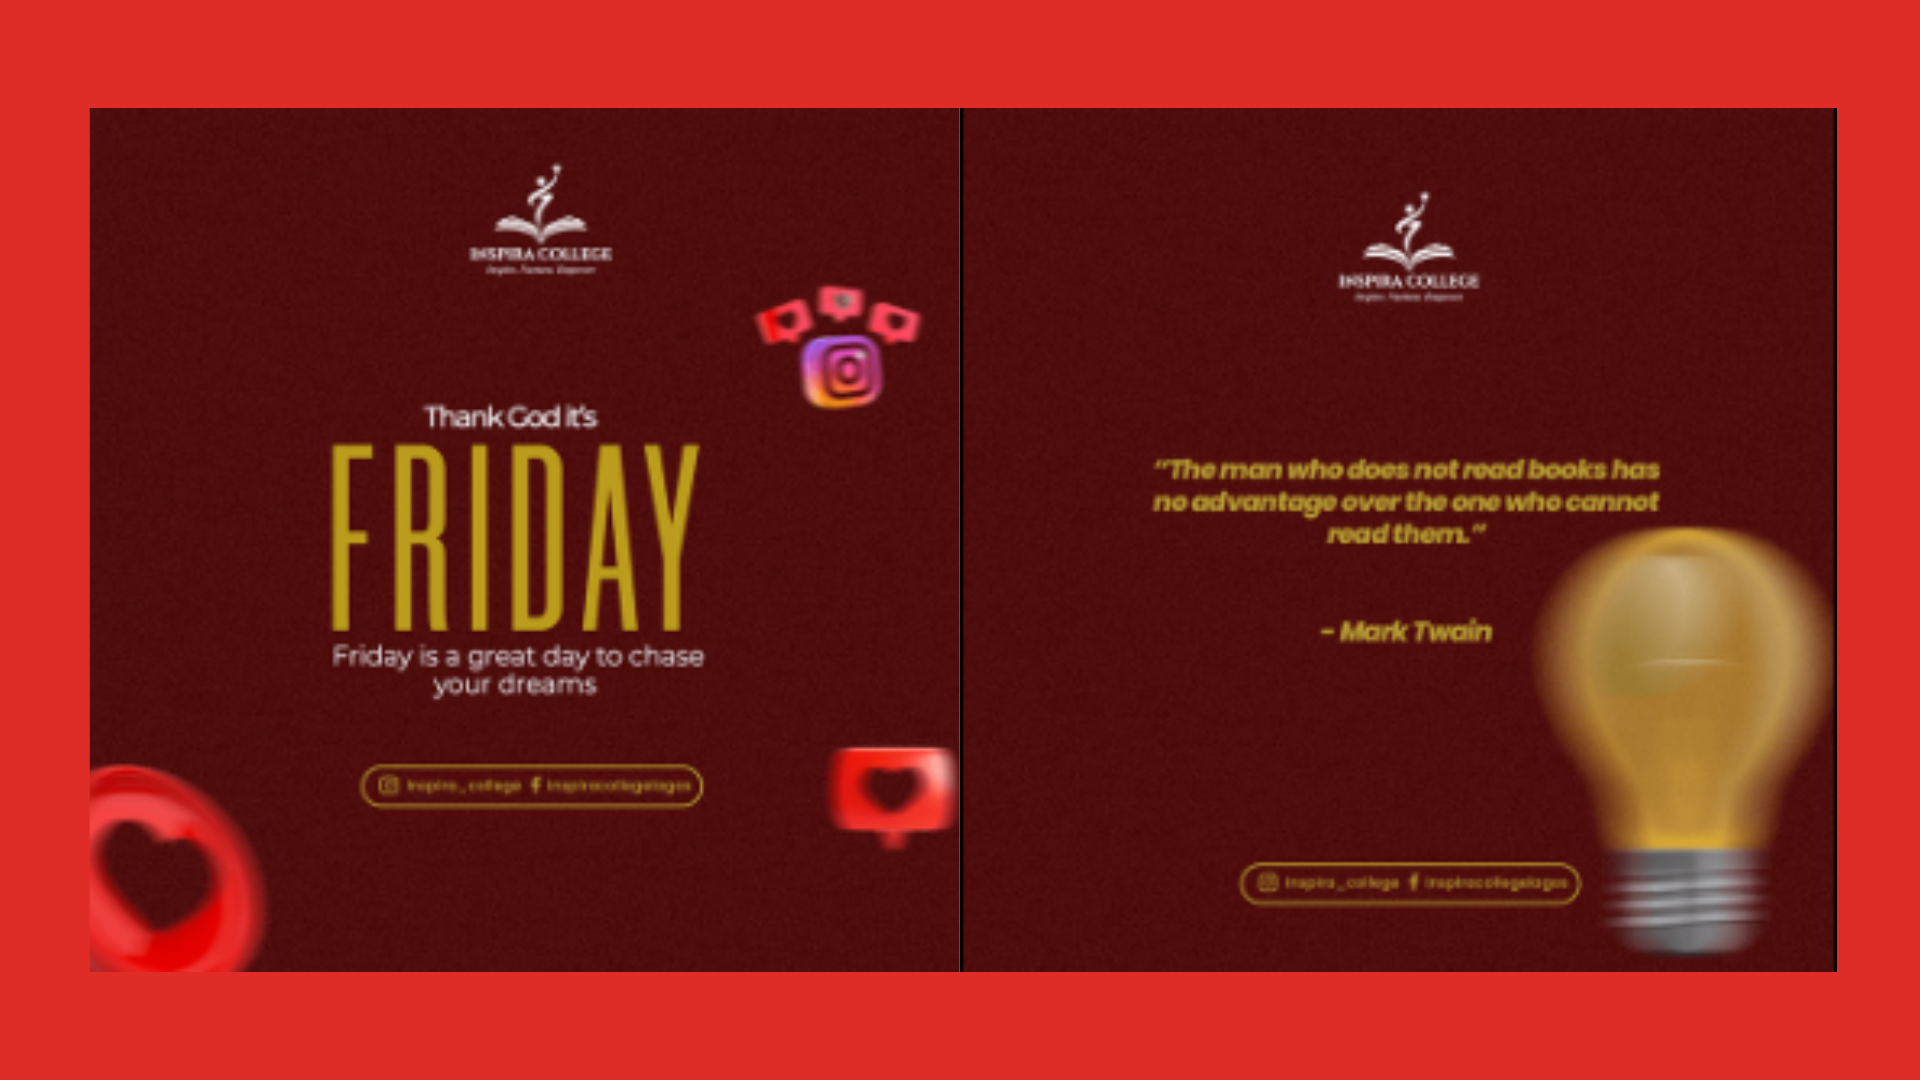 INSPIRA COLLEGE
Thank God it's
FRIDAY
Friday is a great day to chase
your dreams
inspira_college inspiracollegelagos
INSPIRA COLLEGE
"The man who does not read books has
no advantage over the one who cannot
read them."
- Mark Twain
inspira_college inspiracollegelagos